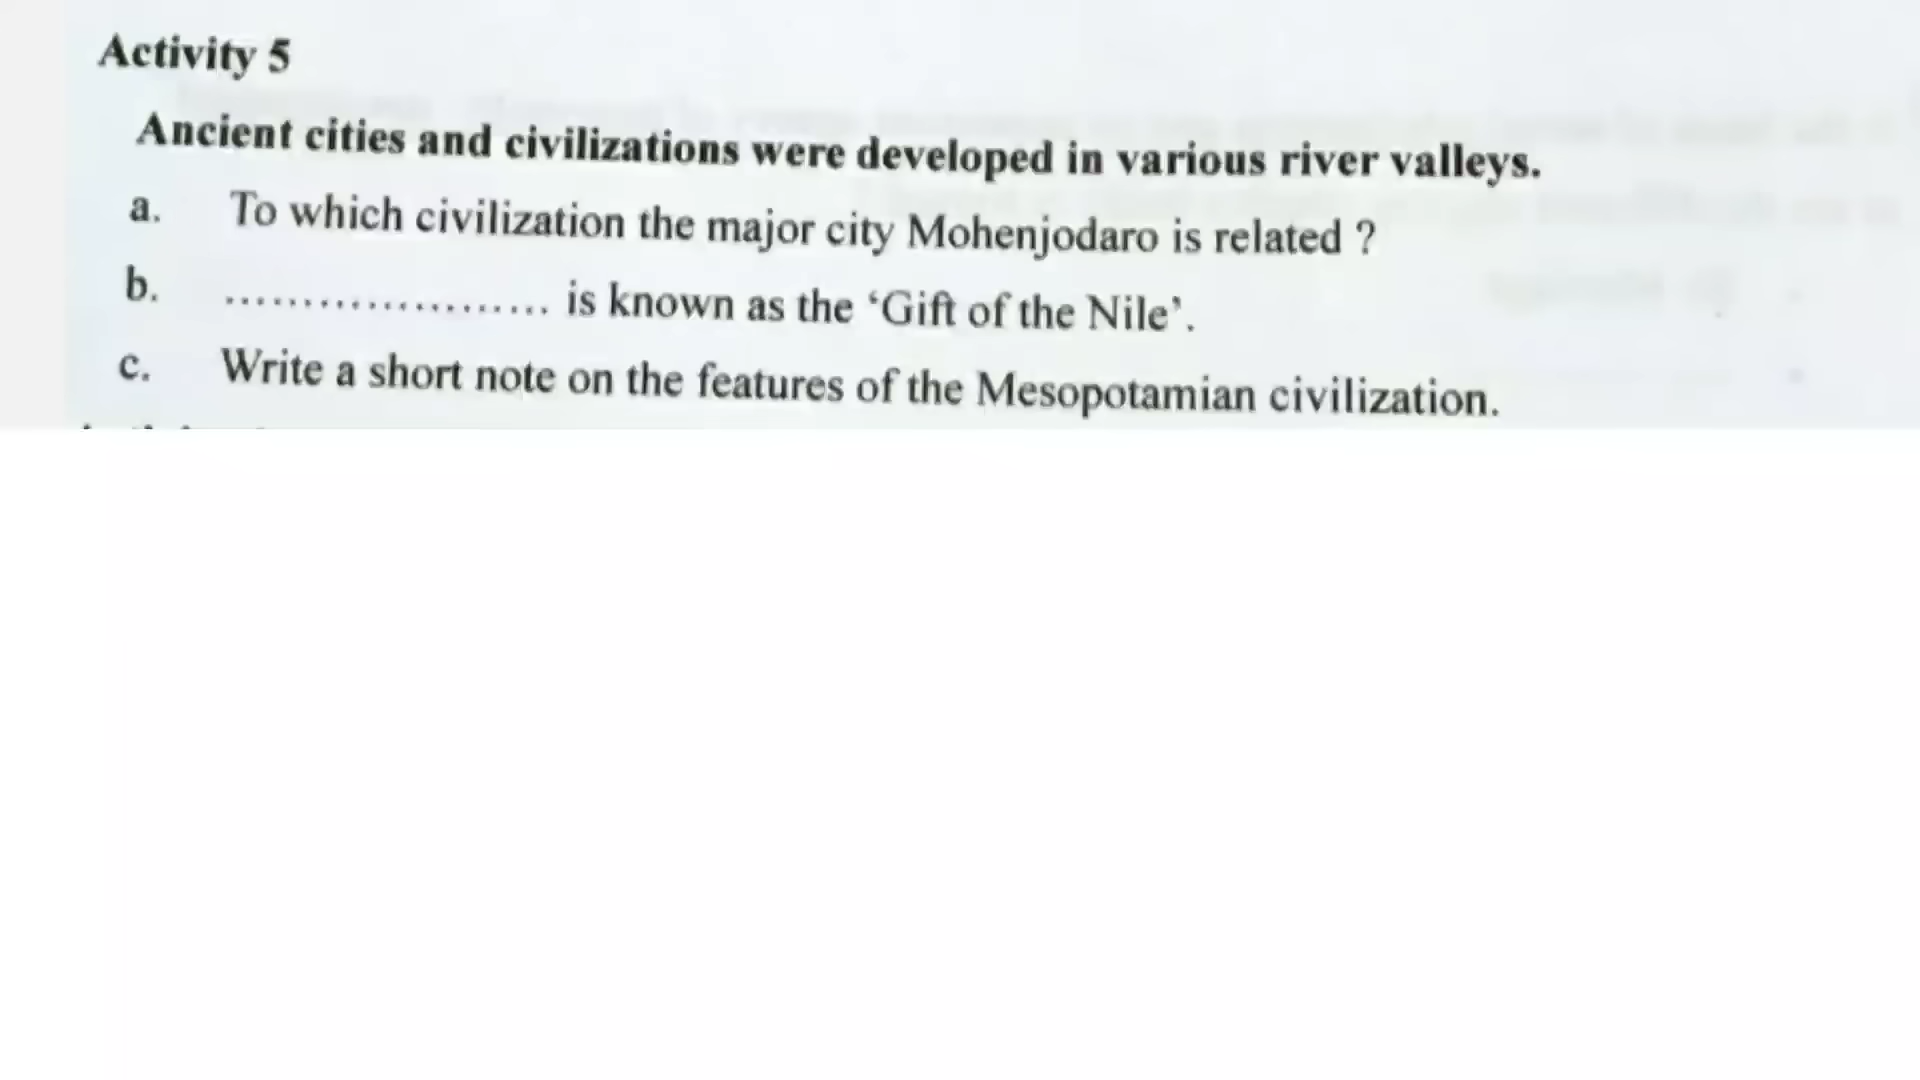 Activity 5
Ancient cities and civilizations were developed in various river valleys.
a. To which civilization the major city Mohenjodaro is related ?
b. ..................... is known as the ‘Gift of the Nile’.
c. Write a short note on the features of the Mesopotamian civilization.